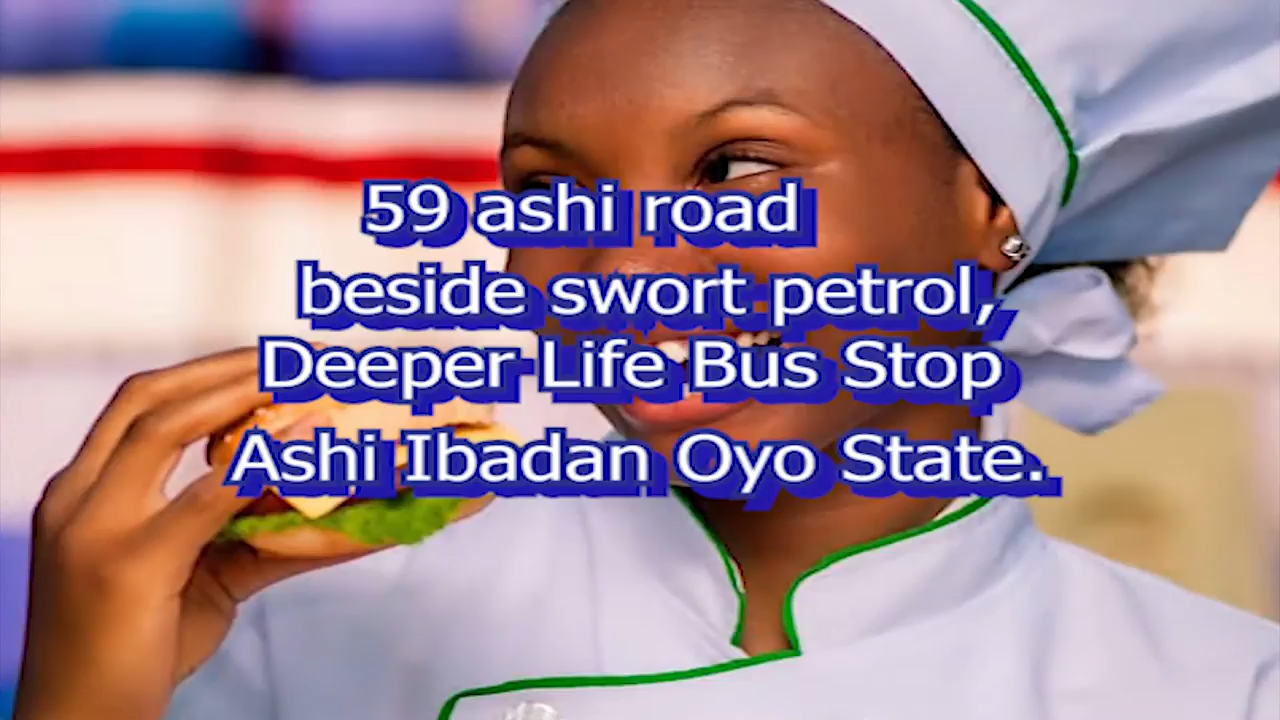 59 ashi road
beside swort petrol,
Deeper Life Bus Stop
Ashi Ibadan Oyo State.